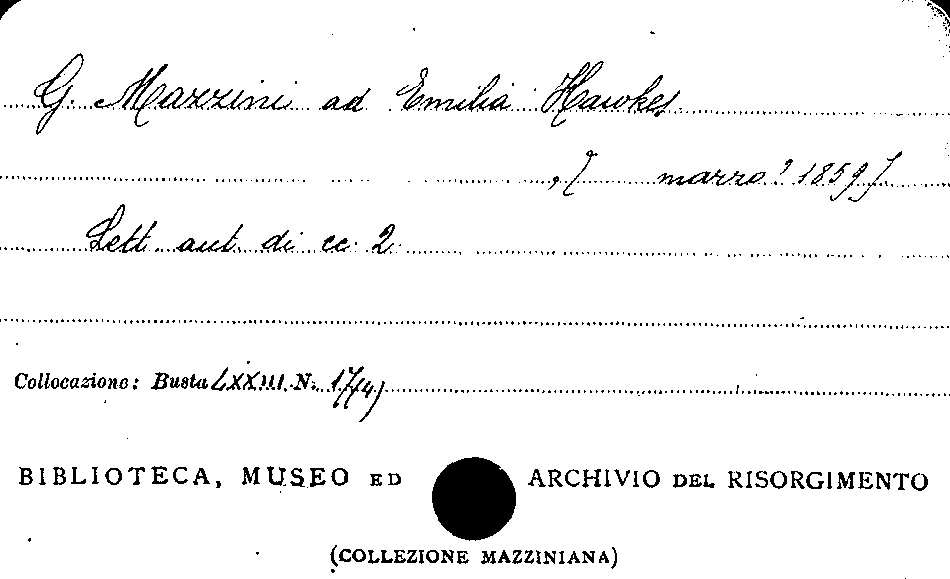 G. Mazzini ad Emilia Hawkes
, [ marzo? 1859].
Lett. aut. di cc. 2.
Collocazione: Busta LXXIII N. 17(4)
BIBLIOTECA, MUSEO ED ARCHIVIO DEL RISORGIMENTO
(COLLEZIONE MAZZINIANA)